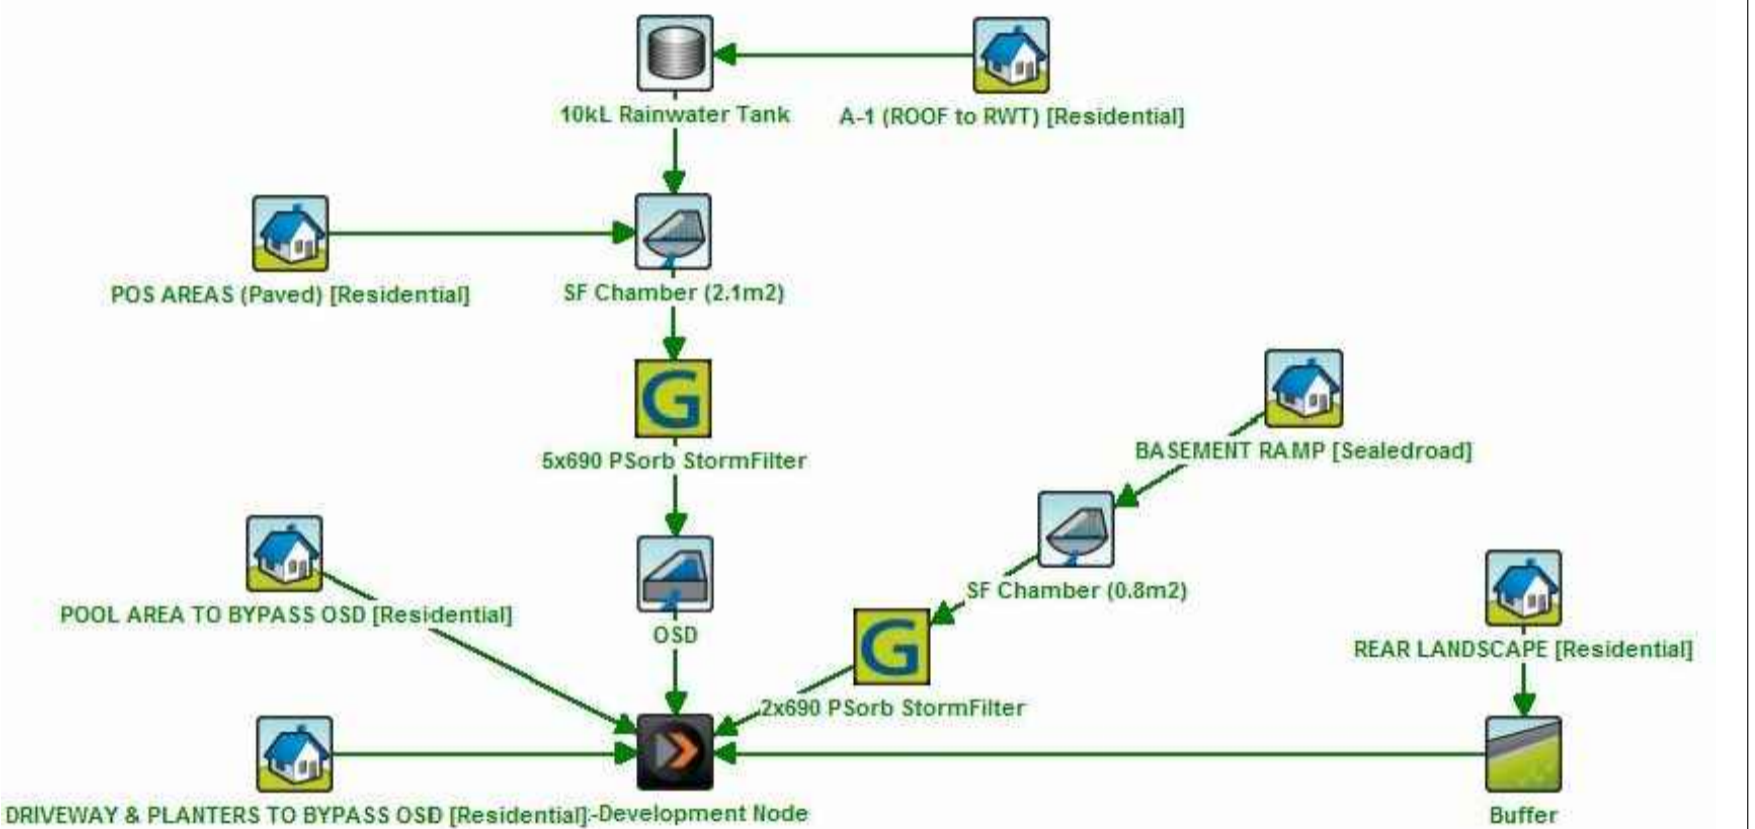 10kL Rainwater Tank
A-1 (ROOF to RWT) [Residential]
POS AREAS (Paved) [Residential]
SF Chamber (2.1m2)
G
5x690 PSorb StormFilter
BASEMENT RAMP [Sealedroad]
SF Chamber (0.8m2)
POOL AREA TO BYPASS OSD [Residential]
OSD
G
REAR LANDSCAPE [Residential]
2x690 PSorb StormFilter
DRIVEWAY & PLANTERS TO BYPASS OSD [Residential]
-Development Node
Buffer